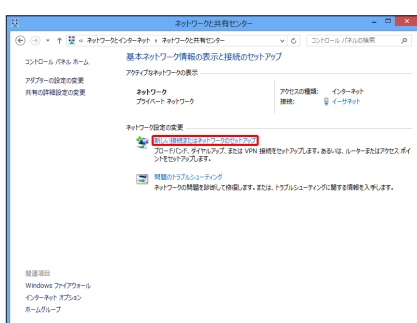 ネットワークと共有センター
« ネットワークとインターネット › ネットワークと共有センター
コントロール パネルの検索
コントロール パネル ホーム
アダプターの設定の変更
共有の詳細設定の変更
基本ネットワーク情報の表示と接続のセットアップ
アクティブなネットワークの表示
ネットワーク
プライベート ネットワーク
アクセスの種類: インターネット
接続: イーサネット
ネットワーク設定の変更
新しい接続またはネットワークのセットアップ
ブロードバンド、ダイヤルアップ、または VPN 接続をセットアップします。あるいは、ルーターまたはアクセス ポイ
ントをセットアップします。
問題のトラブルシューティング
ネットワークの問題を診断して修復します。または、トラブルシューティングに関する情報を入手します。
関連項目
Windows ファイアウォール
インターネット オプション
ホームグループ